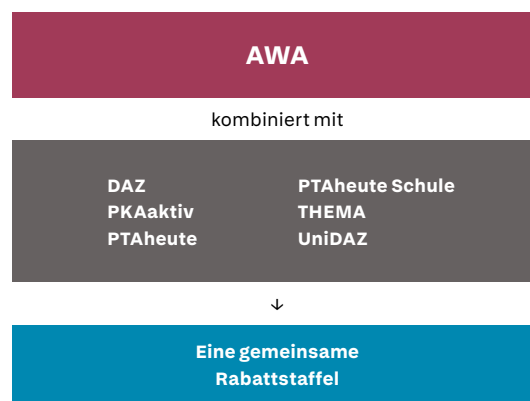 AWA
kombiniert mit
DAZ
PKAaktiv
PTAheute
PTAheute Schule
THEMA
UniDAZ
↓
Eine gemeinsame
Rabattstaffel